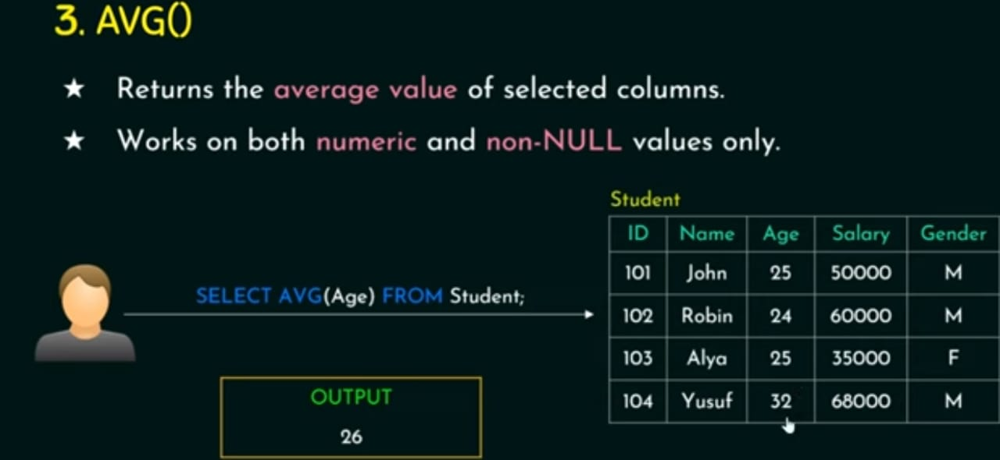 3. AVG()
★ Returns the average value of selected columns.
★ Works on both numeric and non-NULL values only.
SELECT AVG(Age) FROM Student;
OUTPUT
26
Student
ID Name Age Salary Gender
101 John 25 50000 M
102 Robin 24 60000 M
103 Alya 25 35000 F
104 Yusuf 32 68000 M